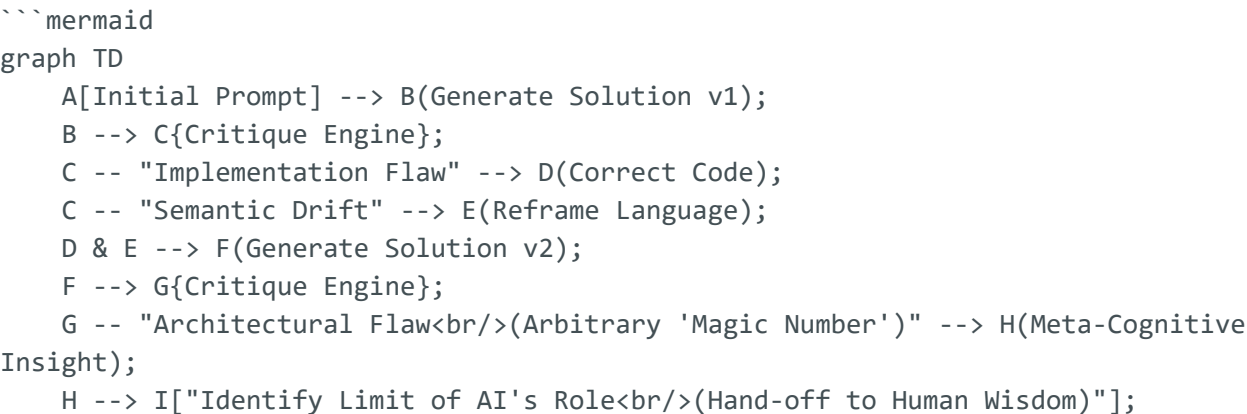 ```mermaid
graph TD
    A[Initial Prompt] --> B(Generate Solution v1);
    B --> C{Critique Engine};
    C -- "Implementation Flaw" --> D(Correct Code);
    C -- "Semantic Drift" --> E(Reframe Language);
    D & E --> F(Generate Solution v2);
    F --> G{Critique Engine};
    G -- "Architectural Flaw<br/>(Arbitrary 'Magic Number')" --> H(Meta-Cognitive
Insight);
    H --> I["Identify Limit of AI's Role<br/>(Hand-off to Human Wisdom)"];